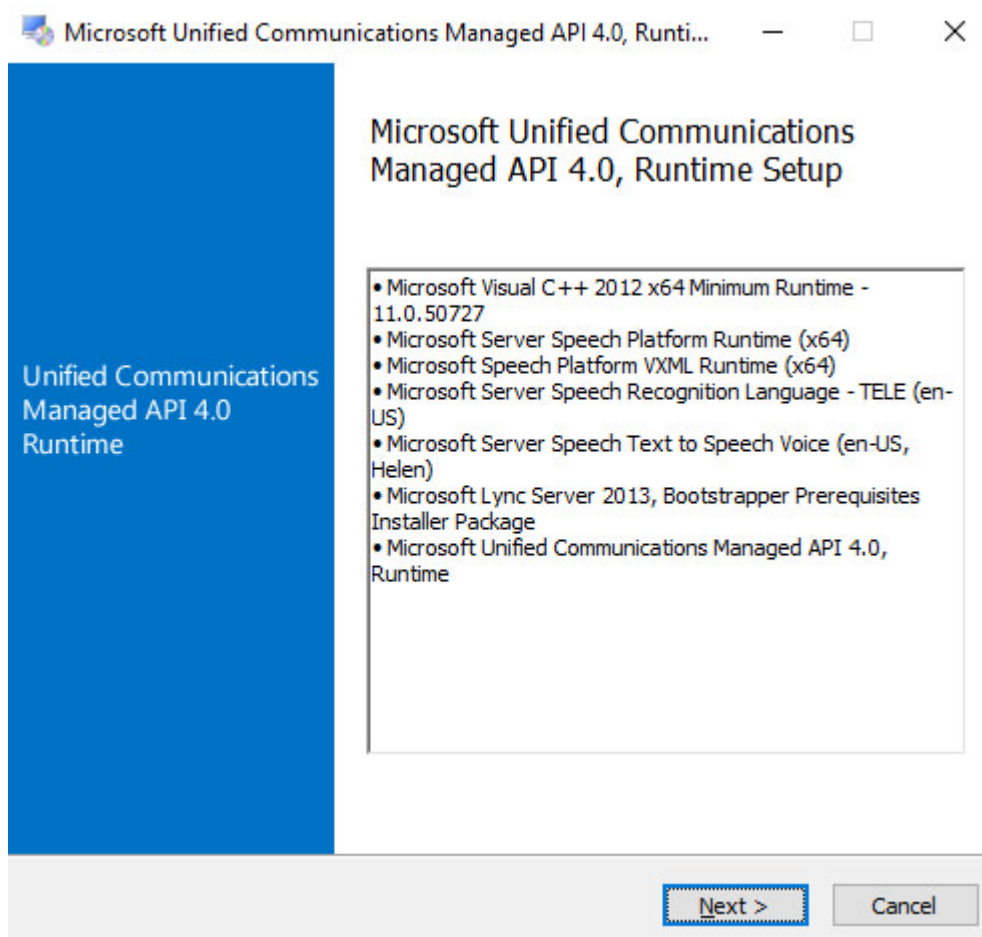 Microsoft Unified Communications Managed API 4.0, Runti...
Microsoft Unified Communications
Managed API 4.0, Runtime Setup
Unified Communications
Managed API 4.0
Runtime
• Microsoft Visual C++ 2012 x64 Minimum Runtime -
11.0.50727
• Microsoft Server Speech Platform Runtime (x64)
• Microsoft Speech Platform VXML Runtime (x64)
• Microsoft Server Speech Recognition Language - TELE (en-
US)
• Microsoft Server Speech Text to Speech Voice (en-US,
Helen)
• Microsoft Lync Server 2013, Bootstrapper Prerequisites
Installer Package
• Microsoft Unified Communications Managed API 4.0,
Runtime
Next >
Cancel